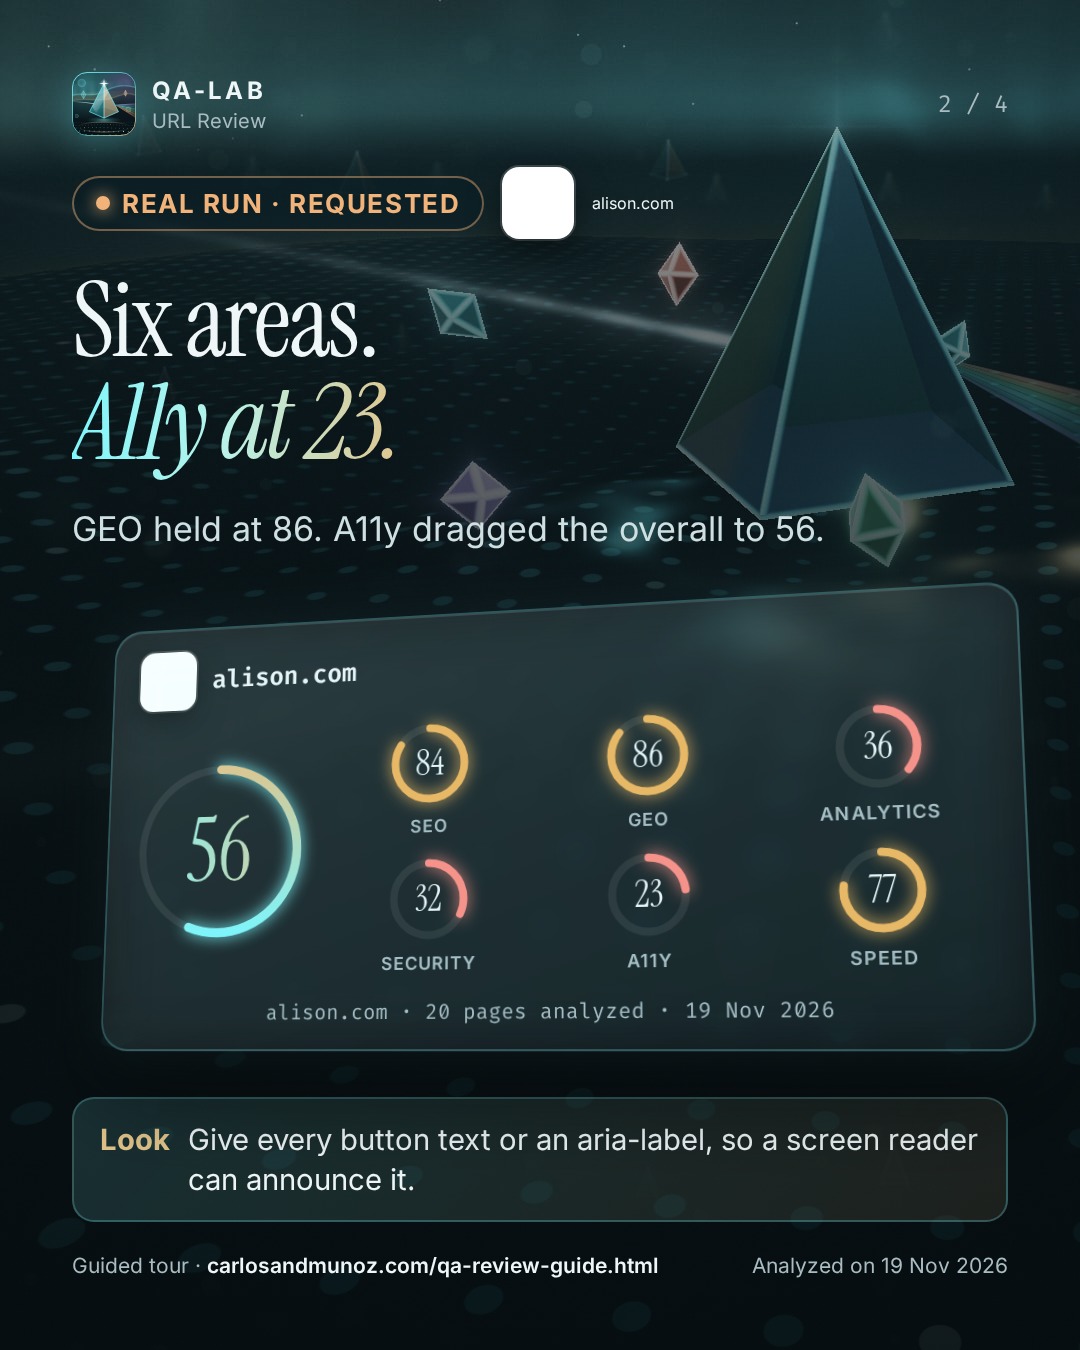 QA-LAB
URL Review
2 / 4
REAL RUN · REQUESTED
alison.com
Six areas.
A11y at 23.
GEO held at 86. A11y dragged the overall to 56.
alison.com
56
84
SEO
86
GEO
36
ANALYTICS
32
SECURITY
23
A11Y
77
SPEED
alison.com · 20 pages analyzed · 19 Nov 2026
Look Give every button text or an aria-label, so a screen reader
can announce it.
Guided tour · carlosandmunoz.com/qa-review-guide.html
Analyzed on 19 Nov 2026